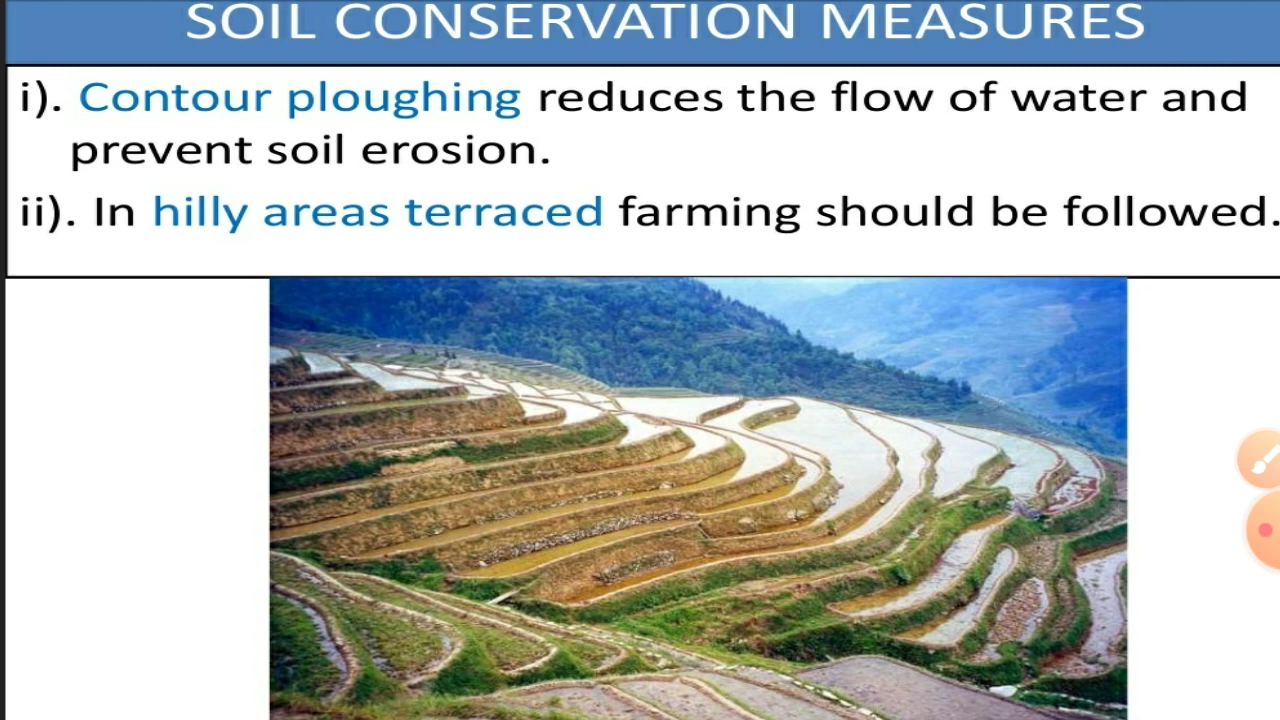 SOIL CONSERVATION MEASURES
i). Contour ploughing reduces the flow of water and
prevent soil erosion.
ii). In hilly areas terraced farming should be followed.